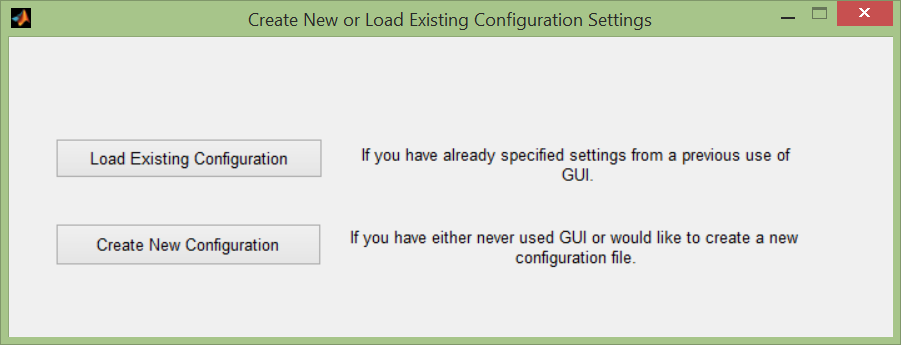 Create New or Load Existing Configuration Settings
Load Existing Configuration
If you have already specified settings from a previous use of
GUI.
Create New Configuration
If you have either never used GUI or would like to create a new
configuration file.